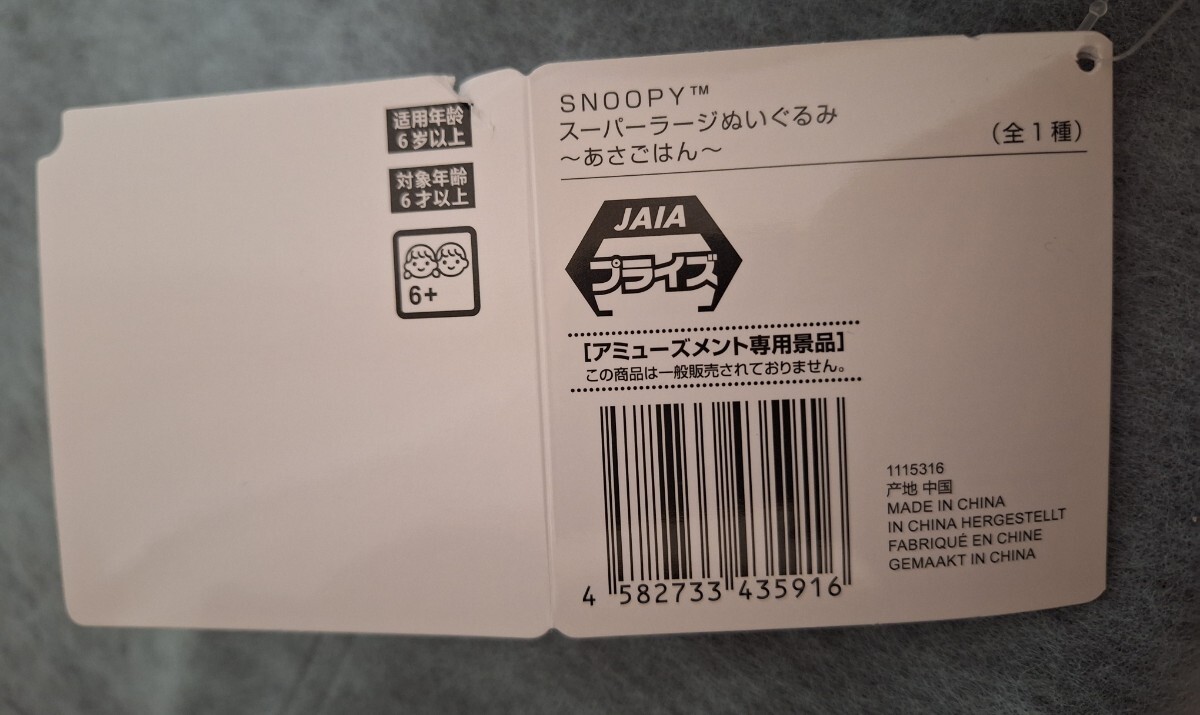 适用年龄
6岁以上
対象年齢
6才以上
6+
SNOOPY™
スーパーラージぬいぐるみ
～あさごはん～
(全1種)
JAIA
プライズ
[アミューズメント専用景品]
この商品は一般販売されておりません。
4 582733 435916
1115316
产地 中国
MADE IN CHINA
IN CHINA HERGESTELLT
FABRIQUÉ EN CHINE
GEMAAKT IN CHINA